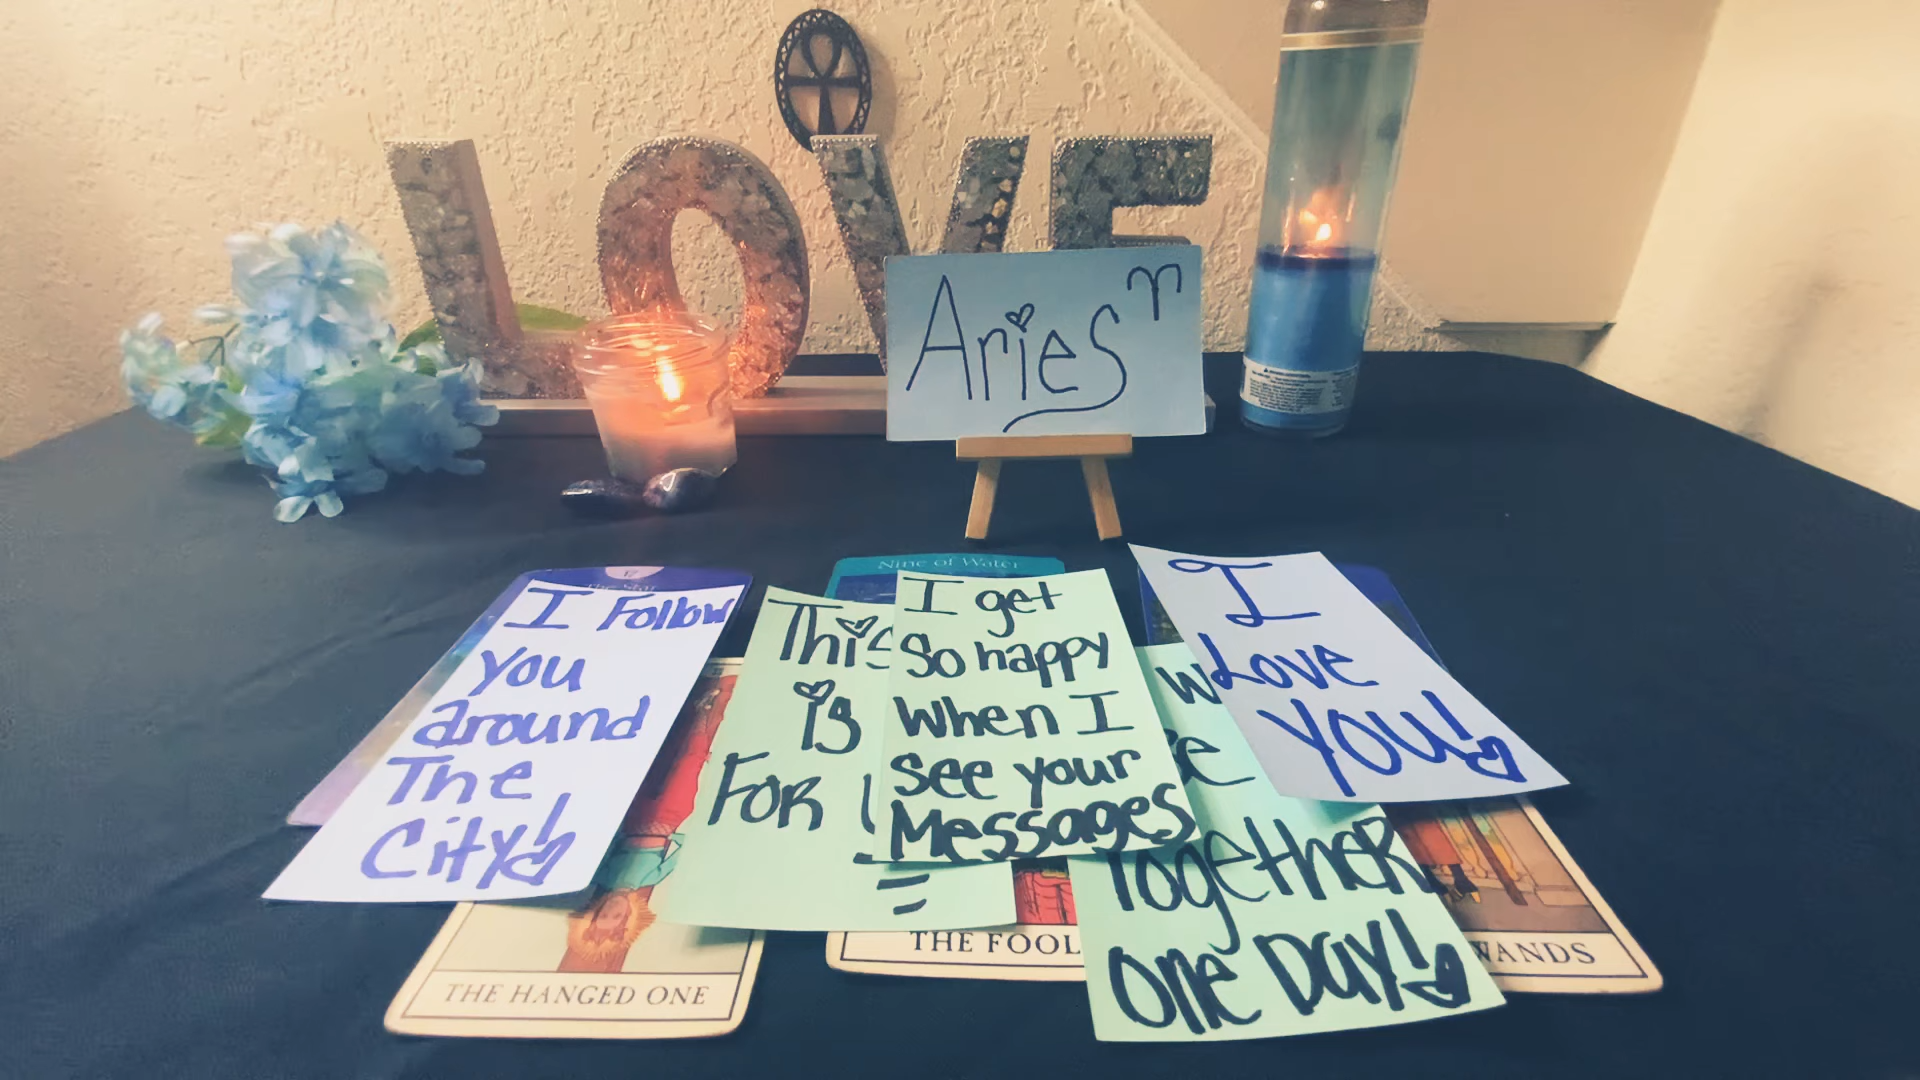 Aries ♈
17
The Star
Nine of Water
I Follow
you
around
The
City!
This
is
FOR
I get
So happy
when I
see your
Messages
Together
One Day!
I
Love
You!
THE HANGED ONE
THE FOOL
WANDS